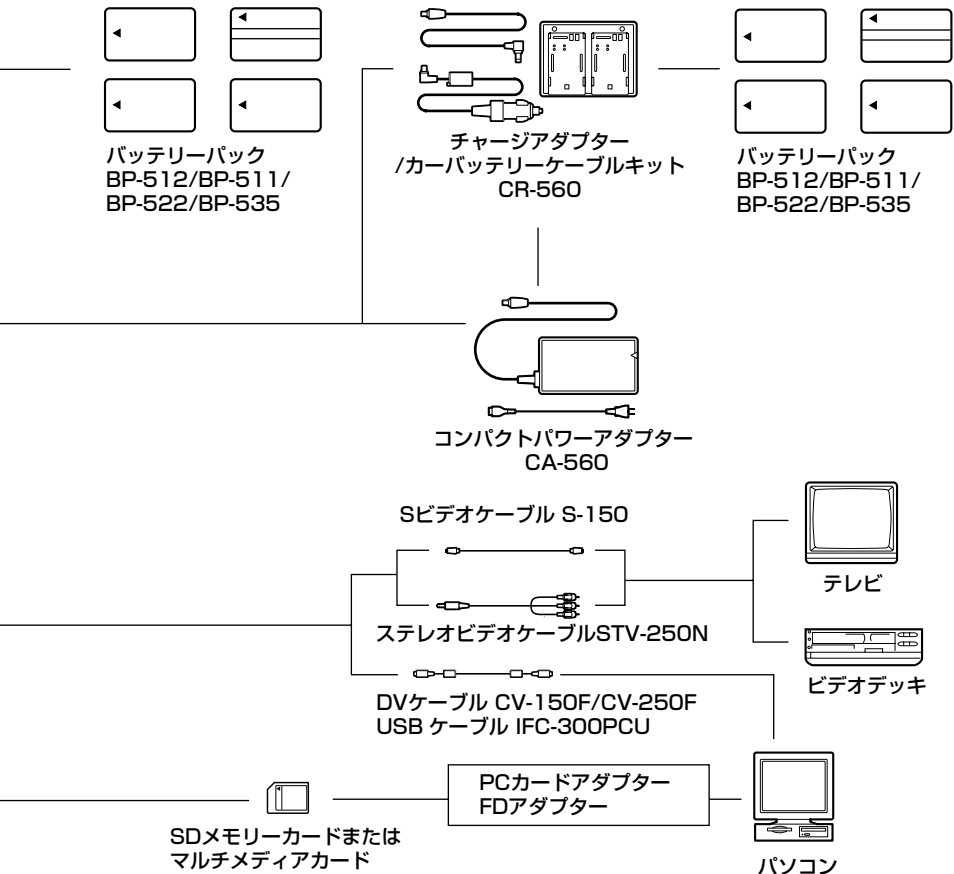 バッテリーパック
BP-512/BP-511/
BP-522/BP-535
チャージアダプター
/カーバッテリーケーブルキット
CR-560
バッテリーパック
BP-512/BP-511/
BP-522/BP-535
コンパクトパワーアダプター
CA-560
Sビデオケーブル S-150
テレビ
ステレオビデオケーブルSTV-250N
ビデオデッキ
DVケーブル CV-150F/CV-250F
USB ケーブル IFC-300PCU
PCカードアダプター
FDアダプター
SDメモリーカードまたは
マルチメディアカード
パソコン